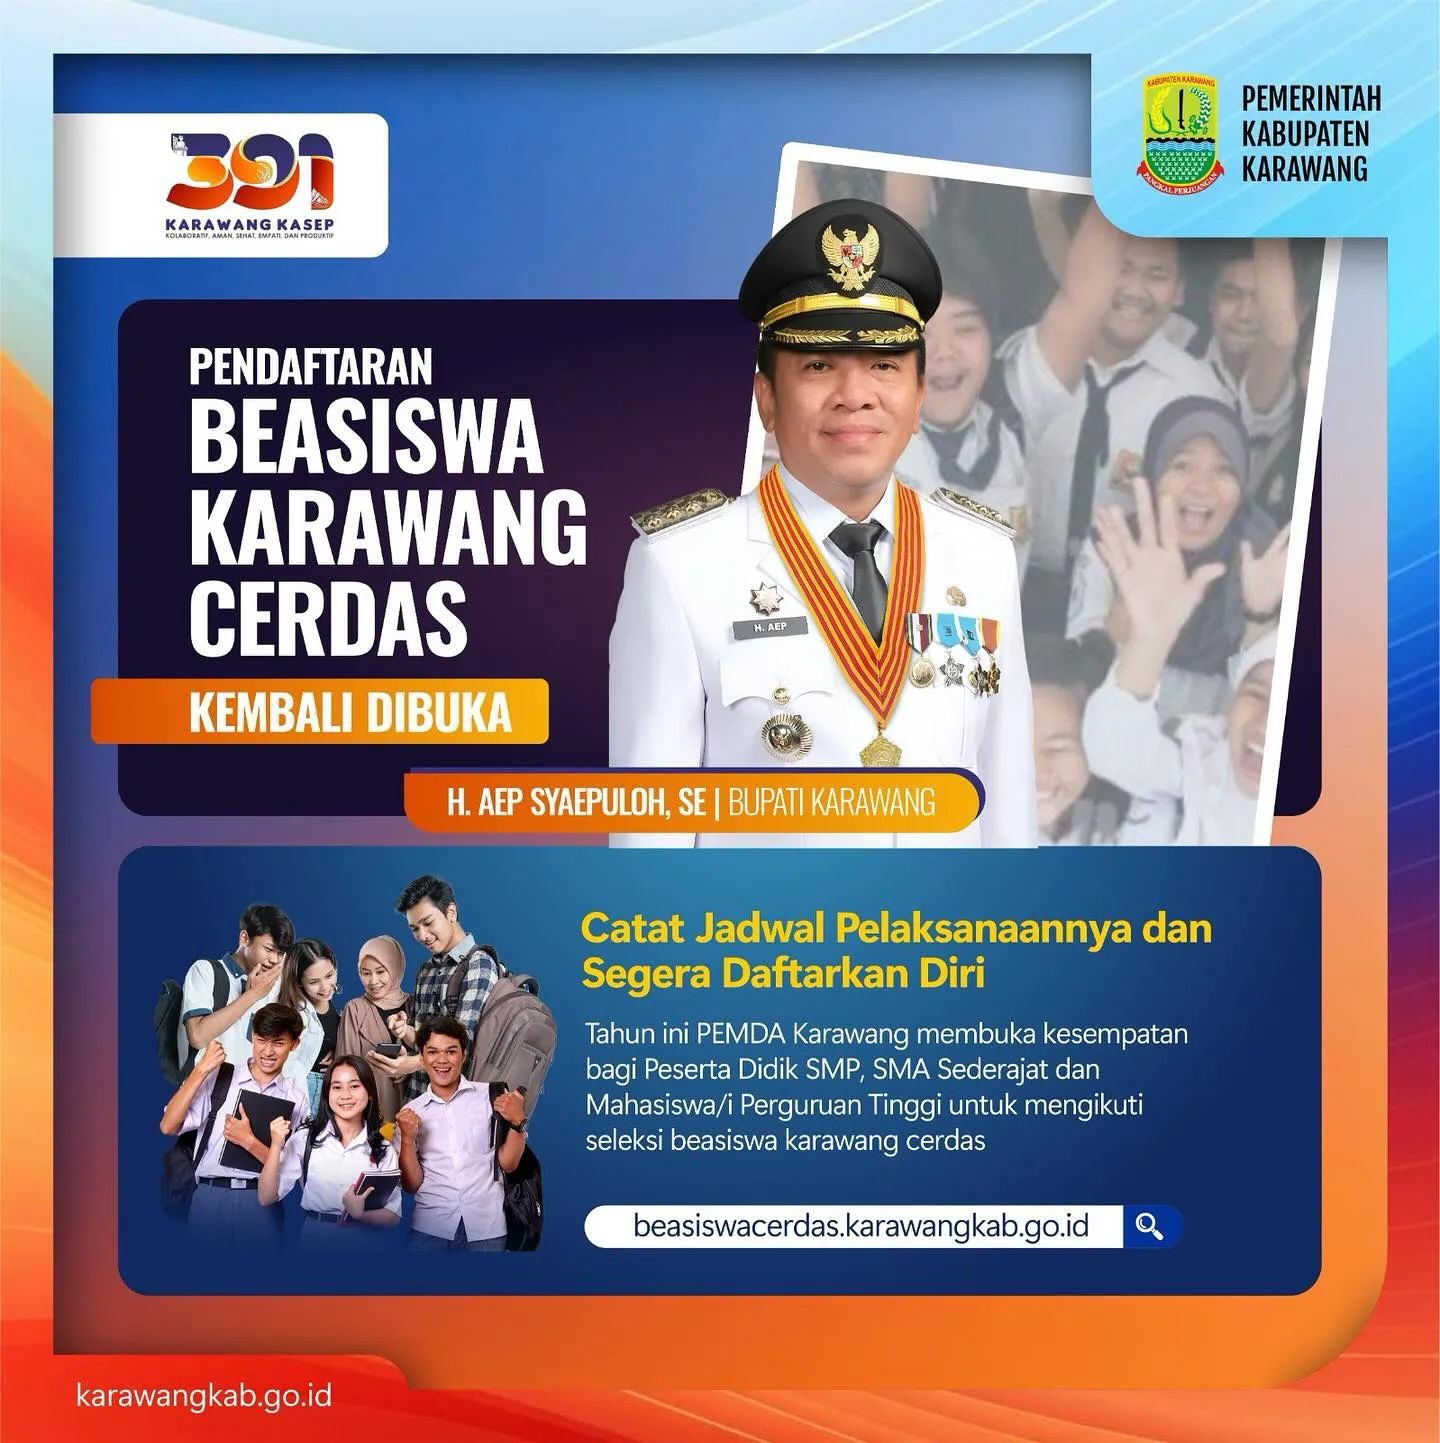 391
KARAWANG KASEP
KOLABORATIF, AMAN, SEHAT, EMPATI, DAN PRODUKTIF
KABUPATEN KARAWANG
PANGKAL PERJUANGAN
PEMERINTAH
KABUPATEN
KARAWANG
PENDAFTARAN
BEASISWA
KARAWANG
CERDAS
KEMBALI DIBUKA
H. AEP
H. AEP SYAEPULOH, SE | BUPATI KARAWANG
Catat Jadwal Pelaksanaannya dan
Segera Daftarkan Diri
Tahun ini PEMDA Karawang membuka kesempatan
bagi Peserta Didik SMP, SMA Sederajat dan
Mahasiswa/i Perguruan Tinggi untuk mengikuti
seleksi beasiswa karawang cerdas
beasiswacerdas.karawangkab.go.id
karawangkab.go.id